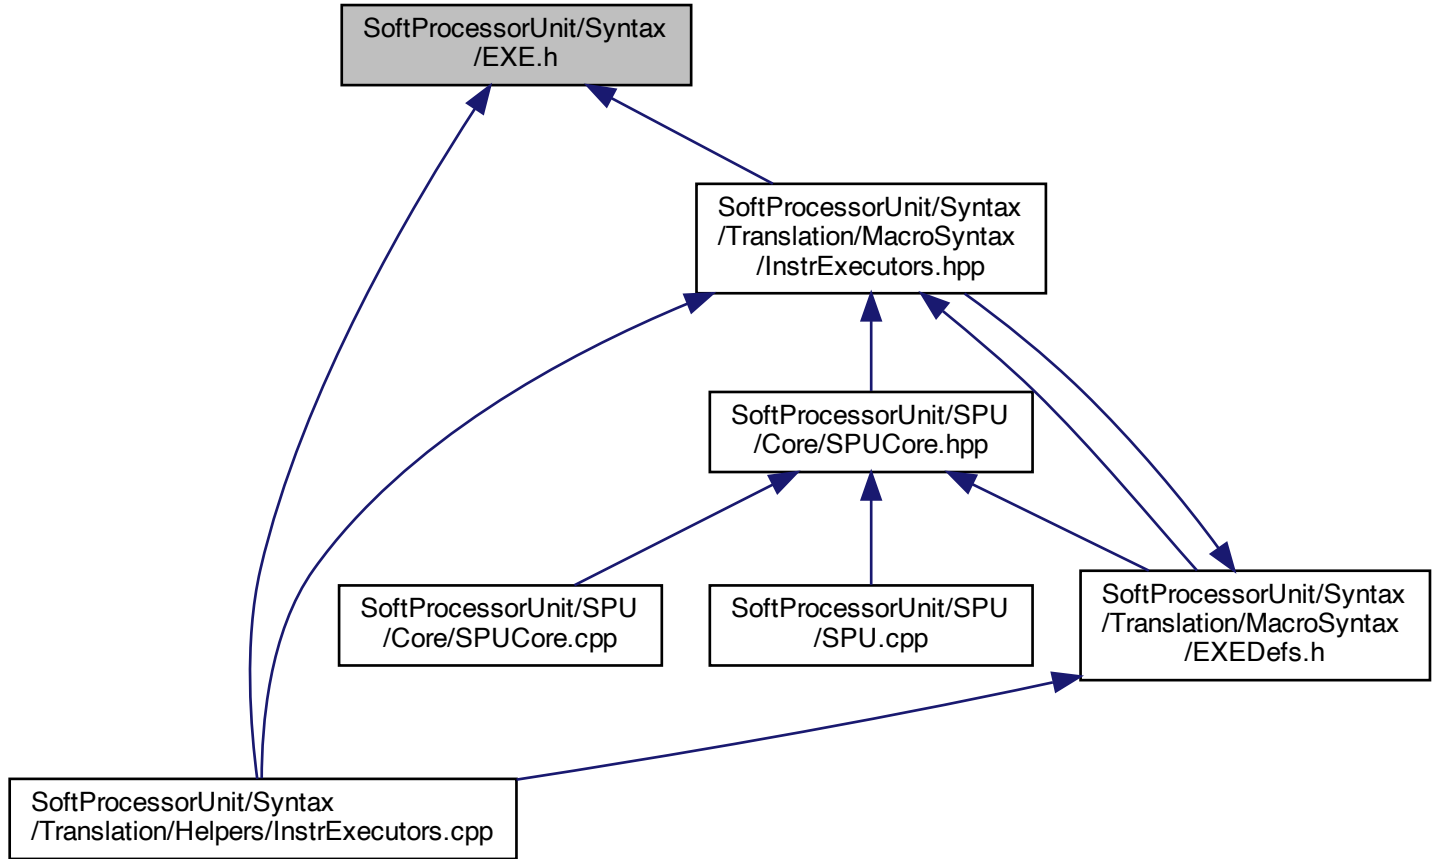 SoftProcessorUnit/Syntax
/EXE.h
SoftProcessorUnit/Syntax
/Translation/MacroSyntax
/InstrExecutors.hpp
SoftProcessorUnit/SPU
/Core/SPUCore.hpp
SoftProcessorUnit/SPU
/Core/SPUCore.cpp
SoftProcessorUnit/SPU
/SPU.cpp
SoftProcessorUnit/Syntax
/Translation/MacroSyntax
/EXEDefs.h
SoftProcessorUnit/Syntax
/Translation/Helpers/InstrExecutors.cpp